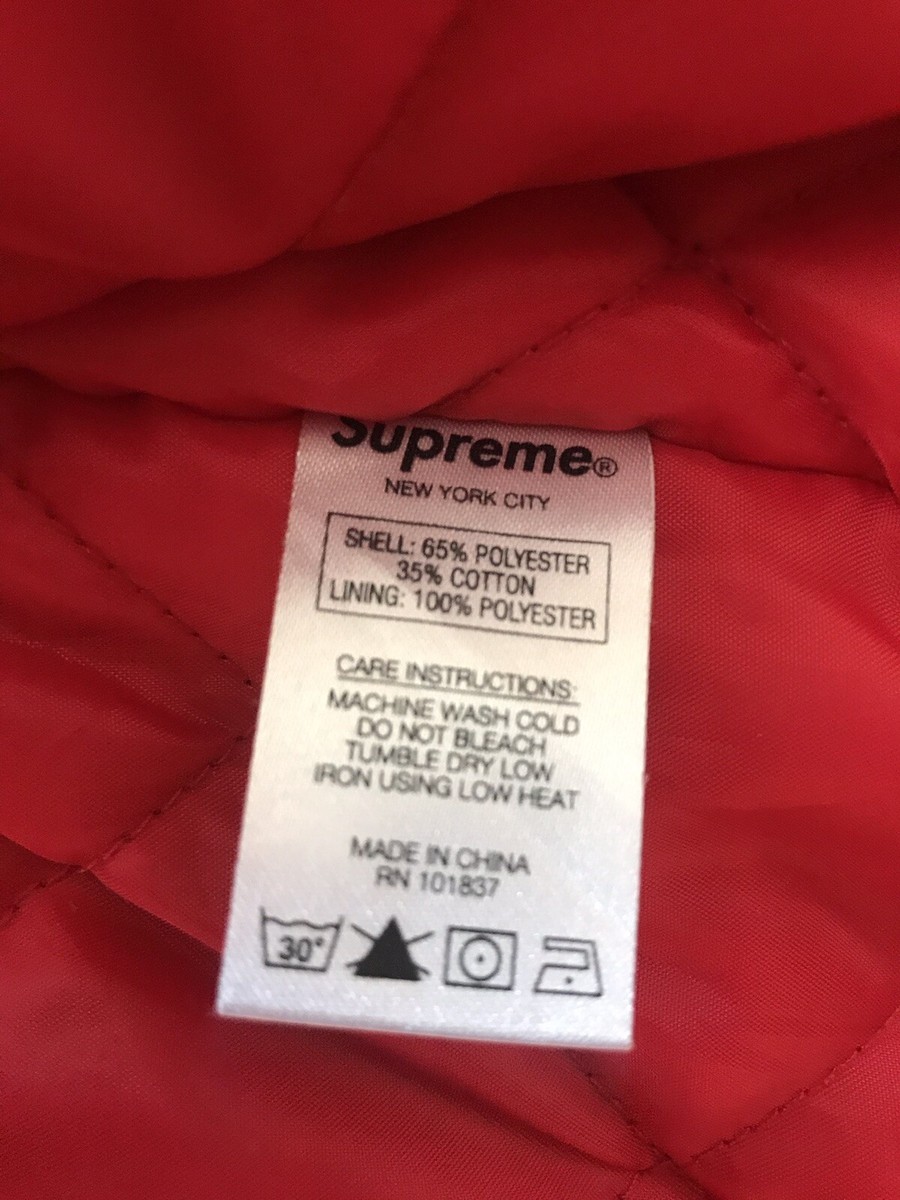 Supreme®
NEW YORK CITY
SHELL: 65% POLYESTER
35% COTTON
LINING: 100% POLYESTER
CARE INSTRUCTIONS:
MACHINE WASH COLD
DO NOT BLEACH
TUMBLE DRY LOW
IRON USING LOW HEAT
MADE IN CHINA
RN 101837
30°